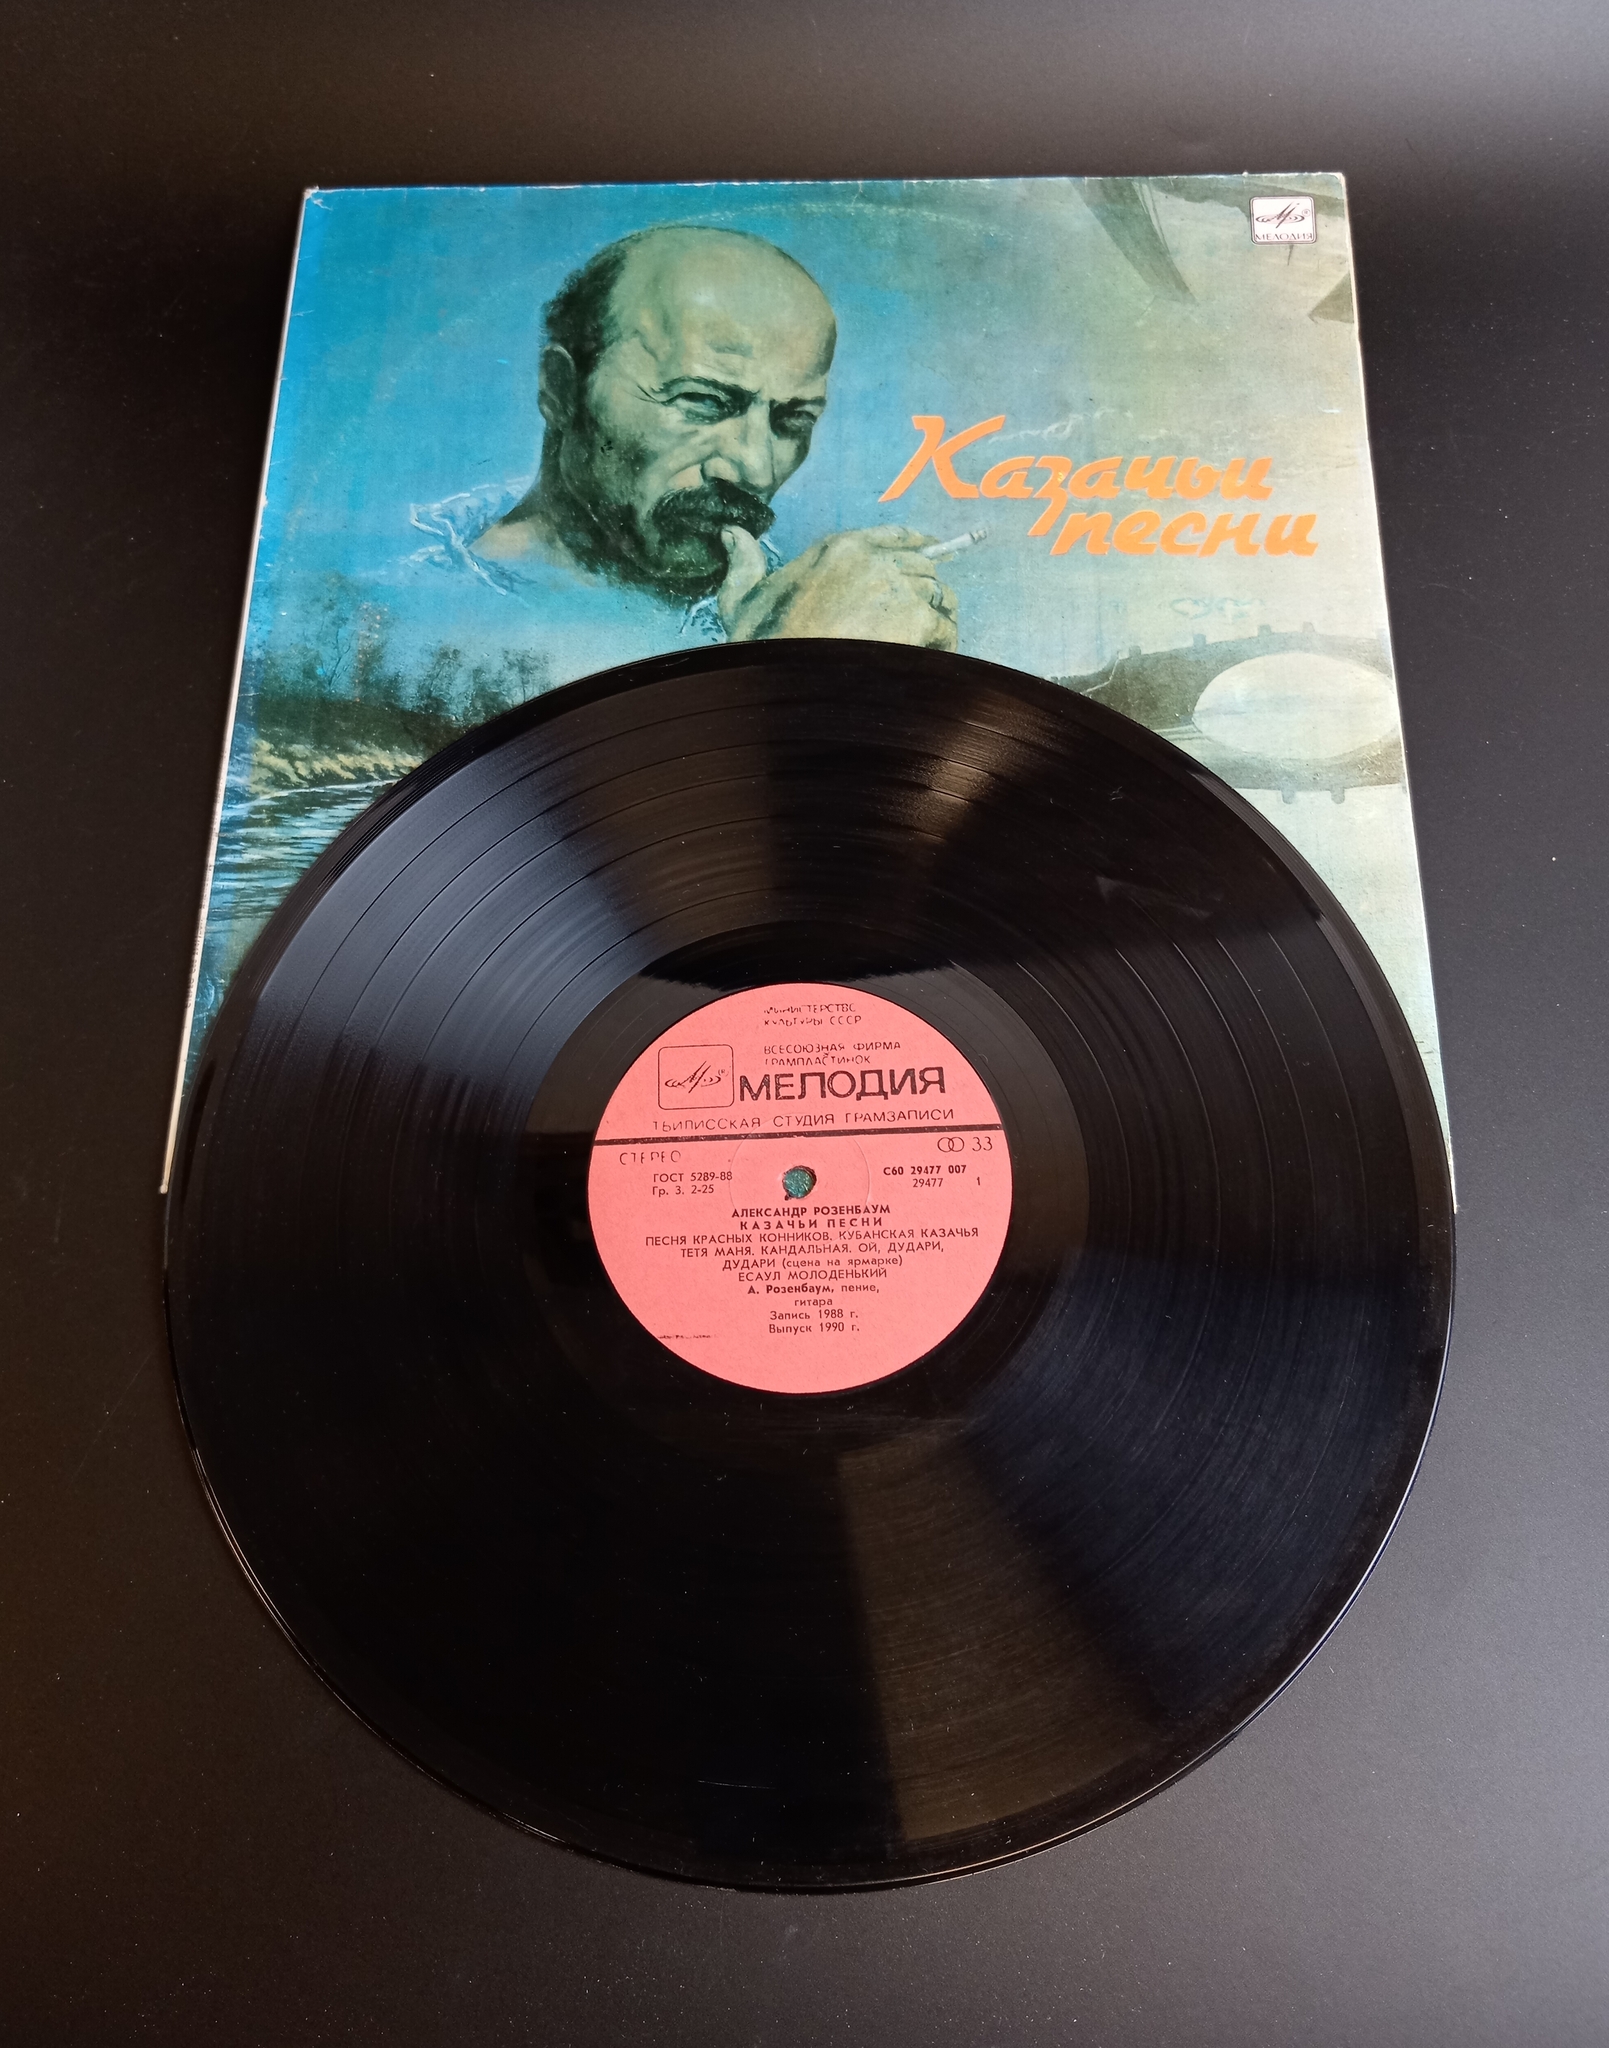 МЕЛОДИЯ
Казачьи
песни
МИНИСТЕРСТВО
КУЛЬТУРЫ СССР
ВСЕСОЮЗНАЯ ФИРМА
ГРАМПЛАСТИНОК
МЕЛОДИЯ
ТБИЛИССКАЯ СТУДИЯ ГРАМЗАПИСИ
СТЕРЕО 33
ГОСТ 5289-88 С60 29477 007
Гр. 3. 2-25 29477 1
АЛЕКСАНДР РОЗЕНБАУМ
КАЗАЧЬИ ПЕСНИ
ПЕСНЯ КРАСНЫХ КОННИКОВ. КУБАНСКАЯ КАЗАЧЬЯ
ТЕТЯ МАНЯ. КАНДАЛЬНАЯ. ОЙ, ДУДАРИ,
ДУДАРИ (сцена на ярмарке)
ЕСАУЛ МОЛОДЕНЬКИЙ
А. Розенбаум, пение,
гитара
Запись 1988 г.
Выпуск 1990 г.